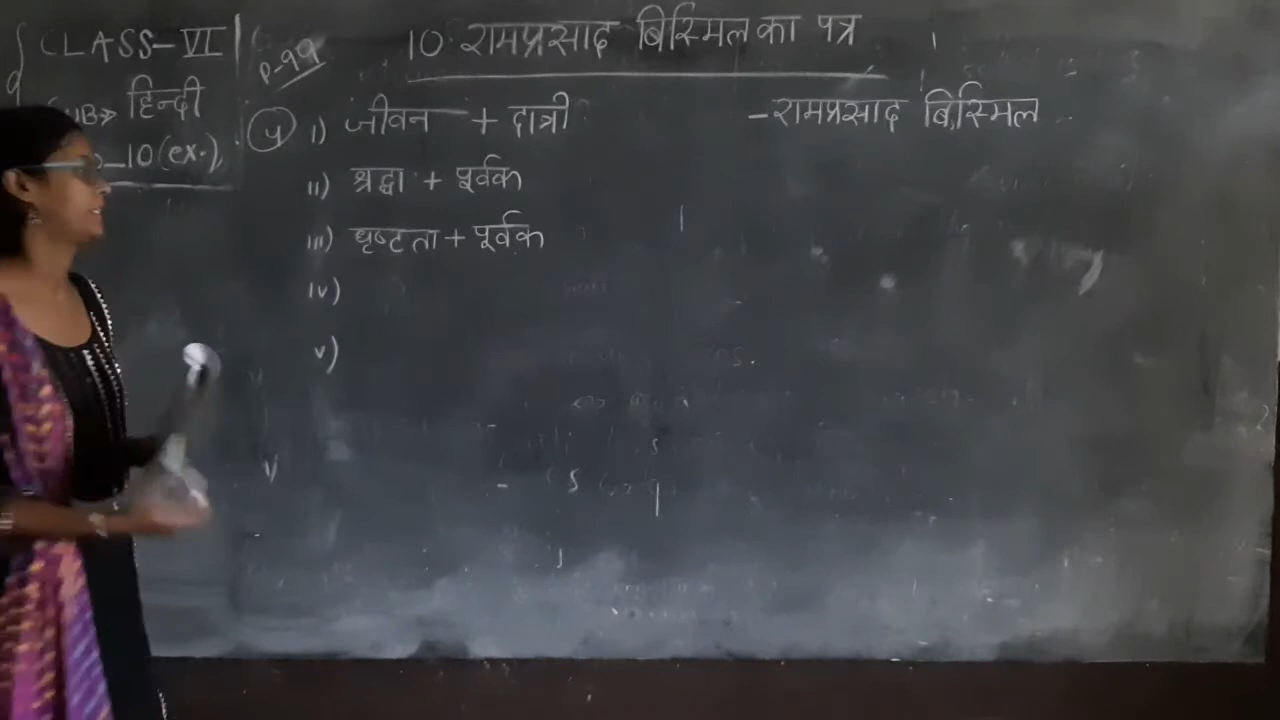 CLASS-VI
हिन्दी
10 (ex.)
P-99
10. रामप्रसाद बिस्मिल का पत्र
- रामप्रसाद बिस्मिल
i) जीवन + दात्री
ii) श्रद्धा + पूर्वक
iii) धृष्टता + पूर्वक
iv)
v)